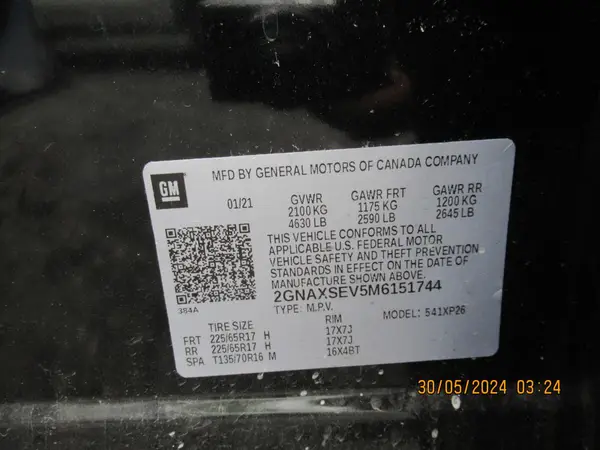 GM
MFD BY GENERAL MOTORS OF CANADA COMPANY
01/21 GVWR GAWR FRT GAWR RR
2100 KG 1175 KG 1200 KG
4630 LB 2590 LB 2645 LB
THIS VEHICLE CONFORMS TO ALL
APPLICABLE U.S. FEDERAL MOTOR
VEHICLE SAFETY AND THEFT PREVENTION
STANDARDS IN EFFECT ON THE DATE OF
MANUFACTURE SHOWN ABOVE.
2GNAXSEV5M6151744
384A
TYPE: M.P.V. MODEL: 541XP26
TIRE SIZE RIM
FRT 225/65R17 H 17X7J
RR 225/65R17 H 17X7J
SPA T135/70R16 M 16X4BT
30/05/2024 03:24